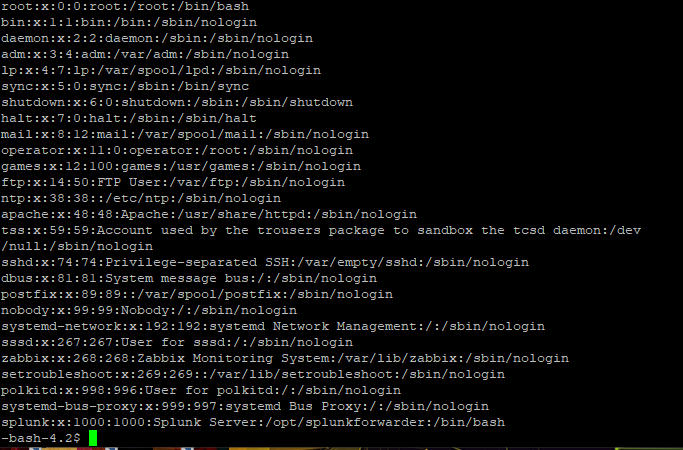 root:x:0:0:root:/root:/bin/bash
bin:x:1:1:bin:/bin:/sbin/nologin
daemon:x:2:2:daemon:/sbin:/sbin/nologin
adm:x:3:4:adm:/var/adm:/sbin/nologin
lp:x:4:7:lp:/var/spool/lpd:/sbin/nologin
sync:x:5:0:sync:/sbin:/bin/sync
shutdown:x:6:0:shutdown:/sbin:/sbin/shutdown
halt:x:7:0:halt:/sbin:/sbin/halt
mail:x:8:12:mail:/var/spool/mail:/sbin/nologin
operator:x:11:0:operator:/root:/sbin/nologin
games:x:12:100:games:/usr/games:/sbin/nologin
ftp:x:14:50:FTP User:/var/ftp:/sbin/nologin
ntp:x:38:38::/etc/ntp:/sbin/nologin
apache:x:48:48:Apache:/usr/share/httpd:/sbin/nologin
tss:x:59:59:Account used by the trousers package to sandbox the tcsd daemon:/dev
/null:/sbin/nologin
sshd:x:74:74:Privilege-separated SSH:/var/empty/sshd:/sbin/nologin
dbus:x:81:81:System message bus:/:/sbin/nologin
postfix:x:89:89::/var/spool/postfix:/sbin/nologin
nobody:x:99:99:Nobody:/:/sbin/nologin
systemd-network:x:192:192:systemd Network Management:/:/sbin/nologin
sssd:x:267:267:User for sssd:/:/sbin/nologin
zabbix:x:268:268:Zabbix Monitoring System:/var/lib/zabbix:/sbin/nologin
setroubleshoot:x:269:269::/var/lib/setroubleshoot:/sbin/nologin
polkitd:x:998:996:User for polkitd:/:/sbin/nologin
systemd-bus-proxy:x:999:997:systemd Bus Proxy:/:/sbin/nologin
splunk:x:1000:1000:Splunk Server:/opt/splunkforwarder:/bin/bash
-bash-4.2$